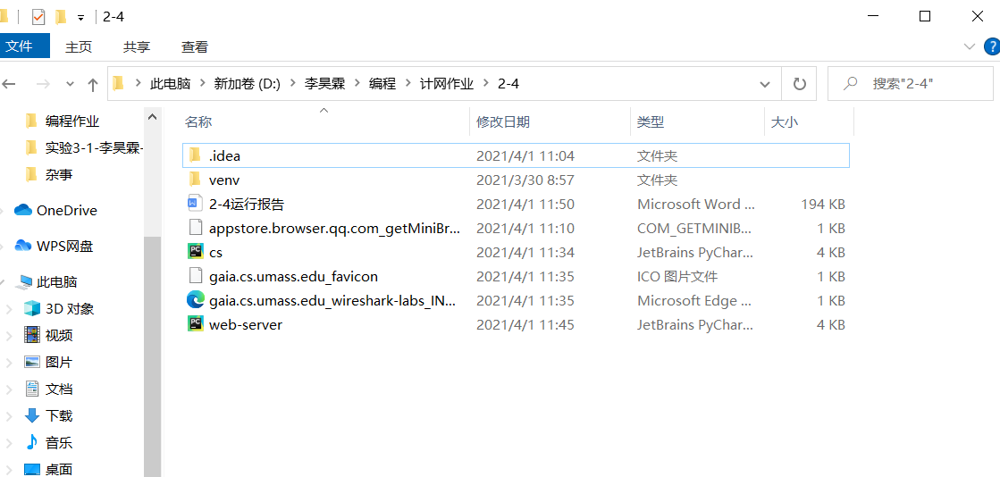 2-4
文件 主页 共享 查看
此电脑 新加卷 (D:) 李昊霖 编程 计网作业 2-4 搜索"2-4"
编程作业
实验3-1-李昊霖-
杂事
OneDrive
WPS网盘
此电脑
3D 对象
视频
图片
文档
下载
音乐
桌面
名称 修改日期 类型 大小
.idea 2021/4/1 11:04 文件夹
venv 2021/3/30 8:57 文件夹
2-4运行报告 2021/4/1 11:50 Microsoft Word ... 194 KB
appstore.browser.qq.com_getMiniBr... 2021/4/1 11:10 COM_GETMINIB... 1 KB
cs 2021/4/1 11:34 JetBrains PyChar... 4 KB
gaia.cs.umass.edu_favicon 2021/4/1 11:35 ICO 图片文件 1 KB
gaia.cs.umass.edu_wireshark-labs_IN... 2021/4/1 11:35 Microsoft Edge ... 1 KB
web-server 2021/4/1 11:45 JetBrains PyChar... 4 KB